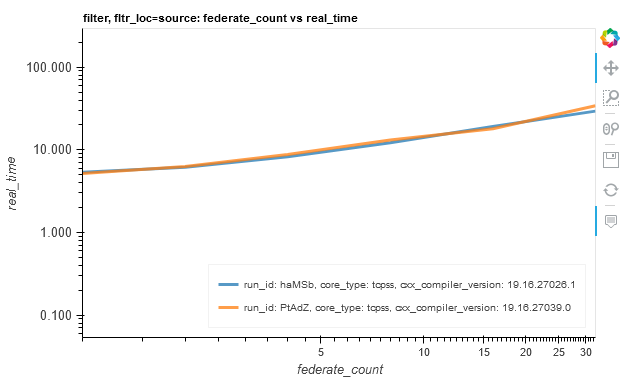 filter, fltr_loc=source: federate_count vs real_time
100.000
10.000
1.000
0.100
real_time
run_id: haMSb, core_type: tcpss, cxx_compiler_version: 19.16.27026.1
run_id: PtAdZ, core_type: tcpss, cxx_compiler_version: 19.16.27039.0
5 10 15 20 25 30
federate_count